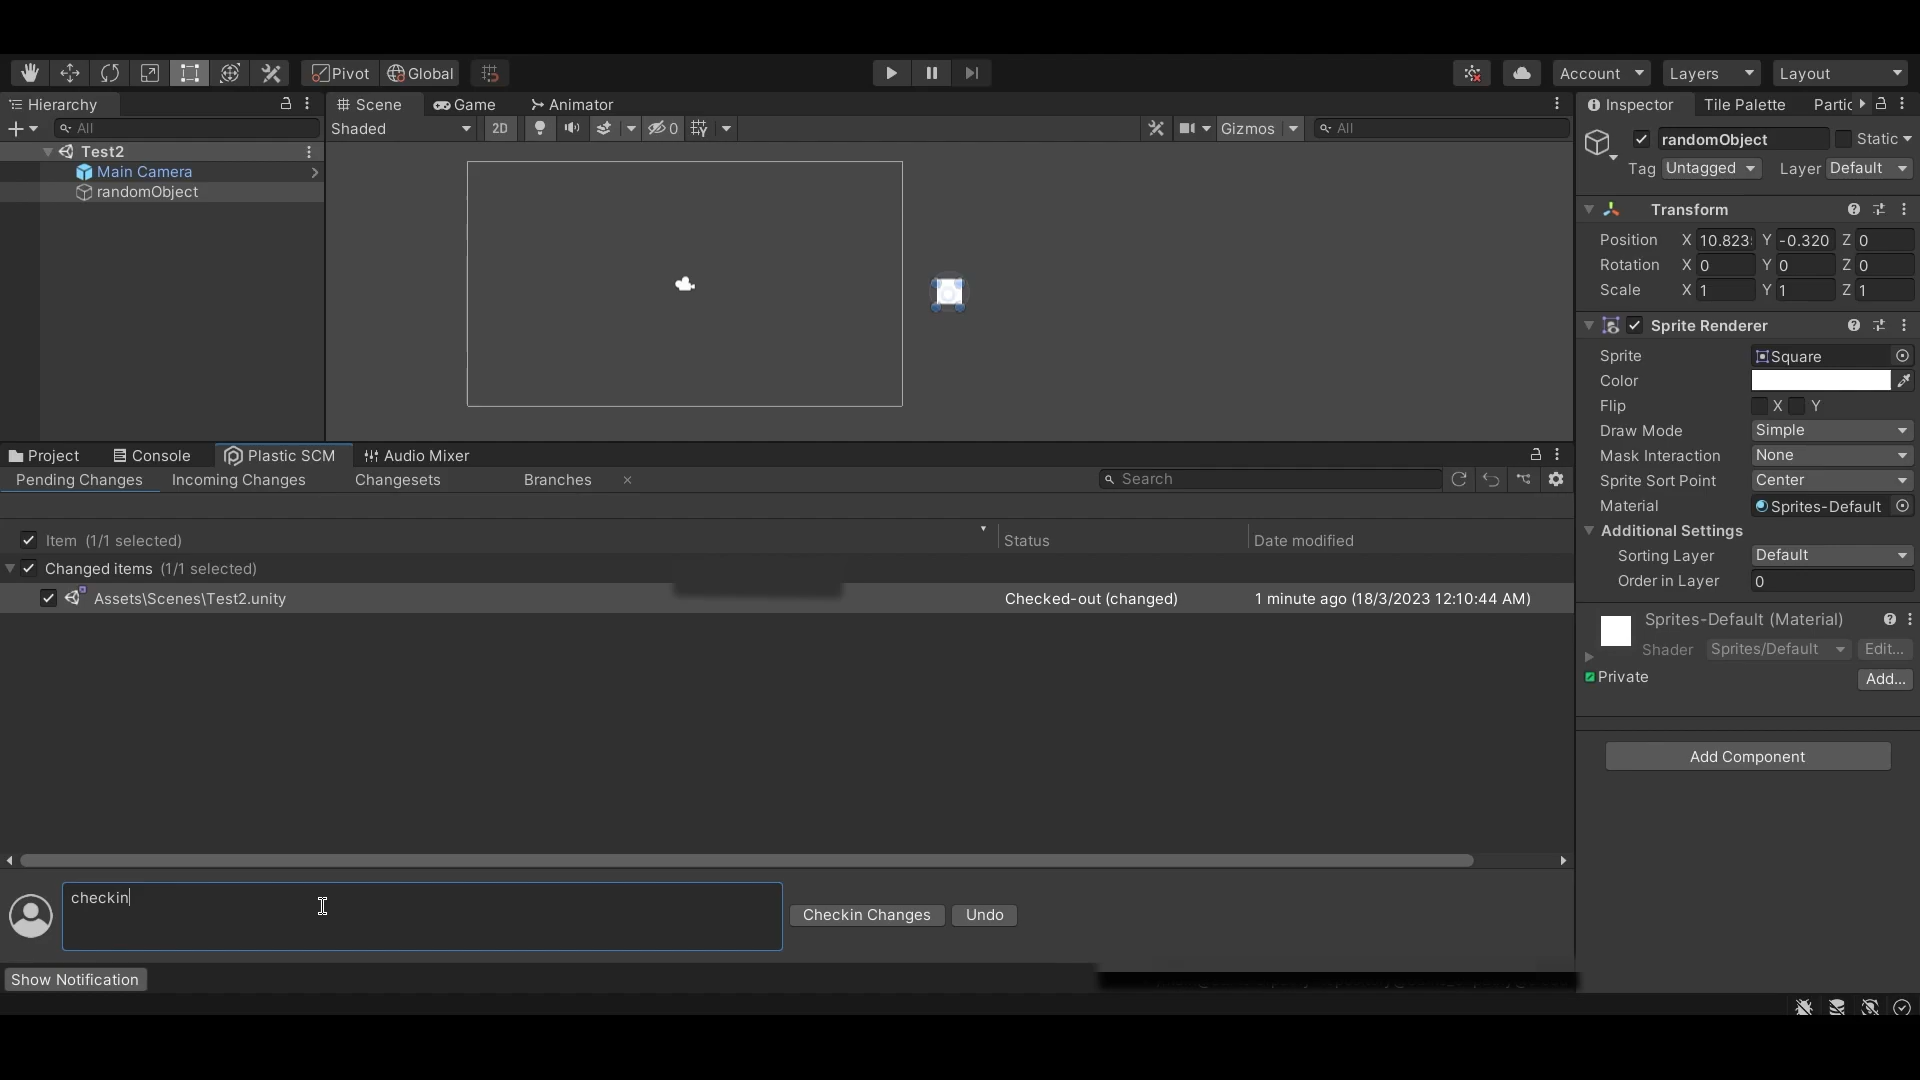 Pivot Global Account Layers Layout
Hierarchy Scene Game Animator Inspector Tile Palette Partic
All Shaded 2D 0 Gizmos All randomObject Static
Test2
Main Camera Tag Untagged Layer Default
randomObject
Transform
Position X 10.823 Y -0.320 Z 0
Rotation X 0 Y 0 Z 0
Scale X 1 Y 1 Z 1
Sprite Renderer
Sprite Square
Color
Flip X Y
Draw Mode Simple
Mask Interaction None
Sprite Sort Point Center
Material Sprites-Default
Additional Settings
Sorting Layer Default
Order in Layer 0
Sprites-Default (Material)
Shader Sprites/Default Edit...
Private Add...
Add Component
Project Console Plastic SCM Audio Mixer
Pending Changes Incoming Changes Changesets Branches × Search
Item (1/1 selected) Status Date modified
Changed items (1/1 selected)
Assets\Scenes\Test2.unity Checked-out (changed) 1 minute ago (18/3/2023 12:10:44 AM)
checkin
Checkin Changes Undo
Show Notification